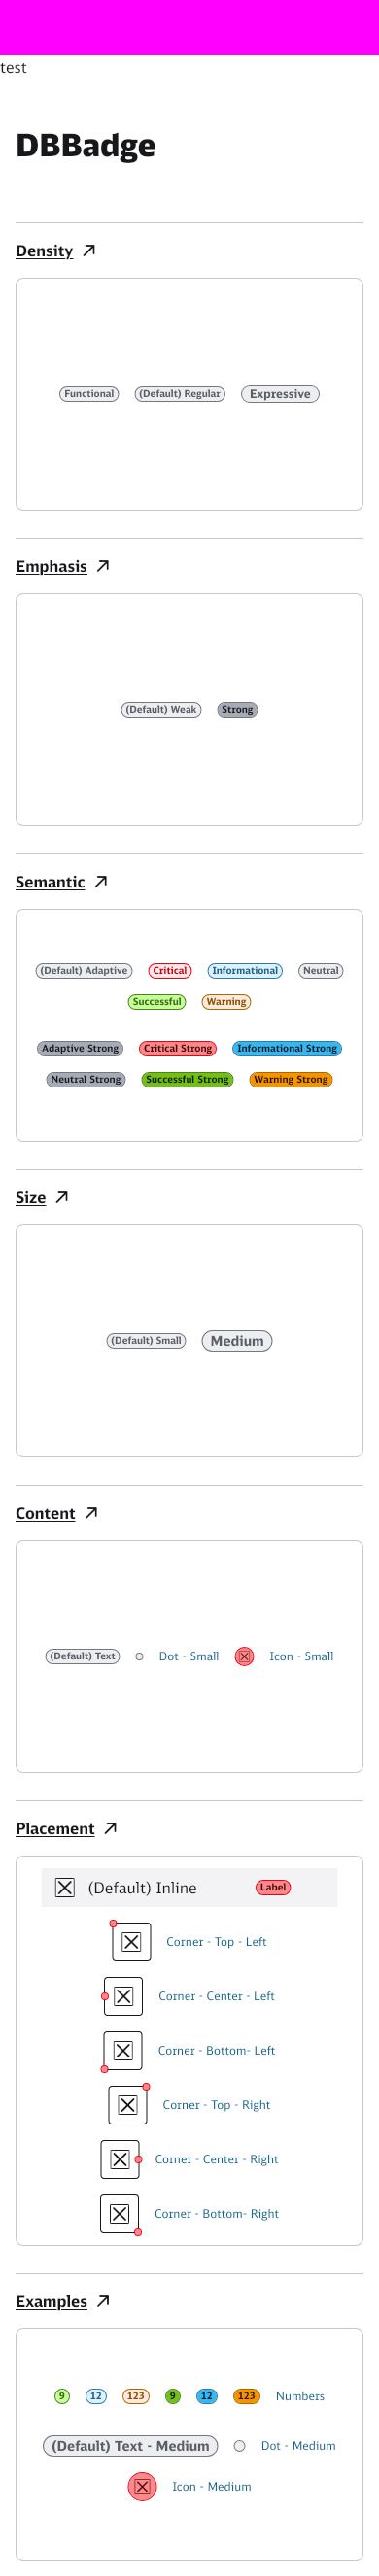 test
DBBadge
Density
Functional (Default) Regular Expressive
Emphasis
(Default) Weak Strong
Semantic
(Default) Adaptive Critical Informational Neutral
Successful Warning
Adaptive Strong Critical Strong Informational Strong
Neutral Strong Successful Strong Warning Strong
Size
(Default) Small Medium
Content
(Default) Text Dot - Small Icon - Small
Placement
(Default) Inline Label
Corner - Top - Left
Corner - Center - Left
Corner - Bottom- Left
Corner - Top - Right
Corner - Center - Right
Corner - Bottom- Right
Examples
9 12 123 9 12 123 Numbers
(Default) Text - Medium Dot - Medium
Icon - Medium